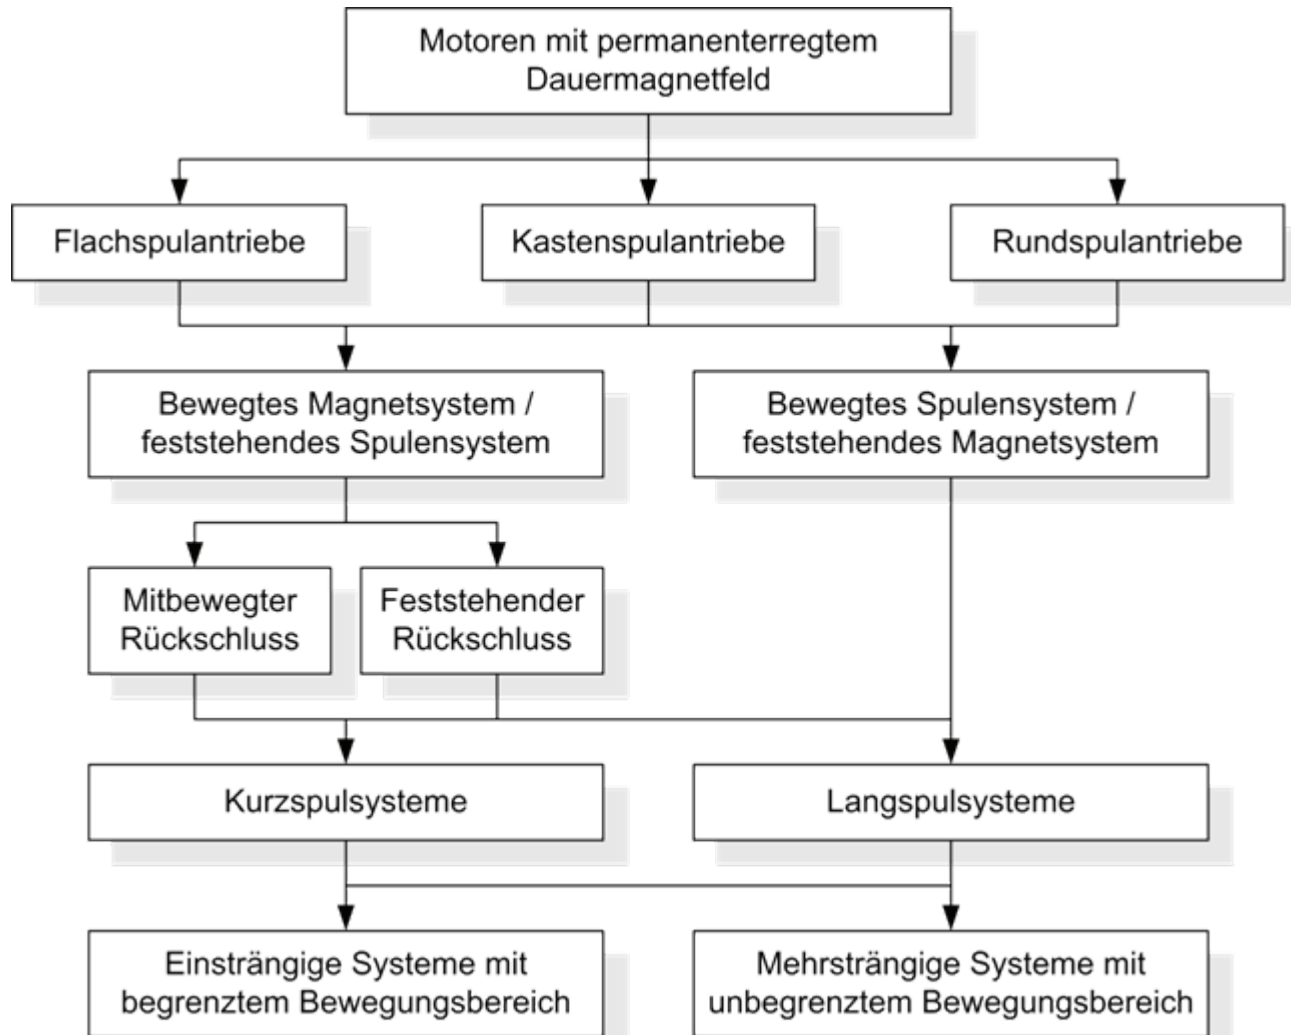 Motoren mit permanenterregtem
Dauermagnetfeld
Flachspulantriebe
Kastenspulantriebe
Rundspulantriebe
Bewegtes Magnetsystem /
feststehendes Spulensystem
Bewegtes Spulensystem /
feststehendes Magnetsystem
Mitbewegter
Rückschluss
Feststehender
Rückschluss
Kurzspulsysteme
Langspulsysteme
Einsträngige Systeme mit
begrenztem Bewegungsbereich
Mehrsträngige Systeme mit
unbegrenztem Bewegungsbereich